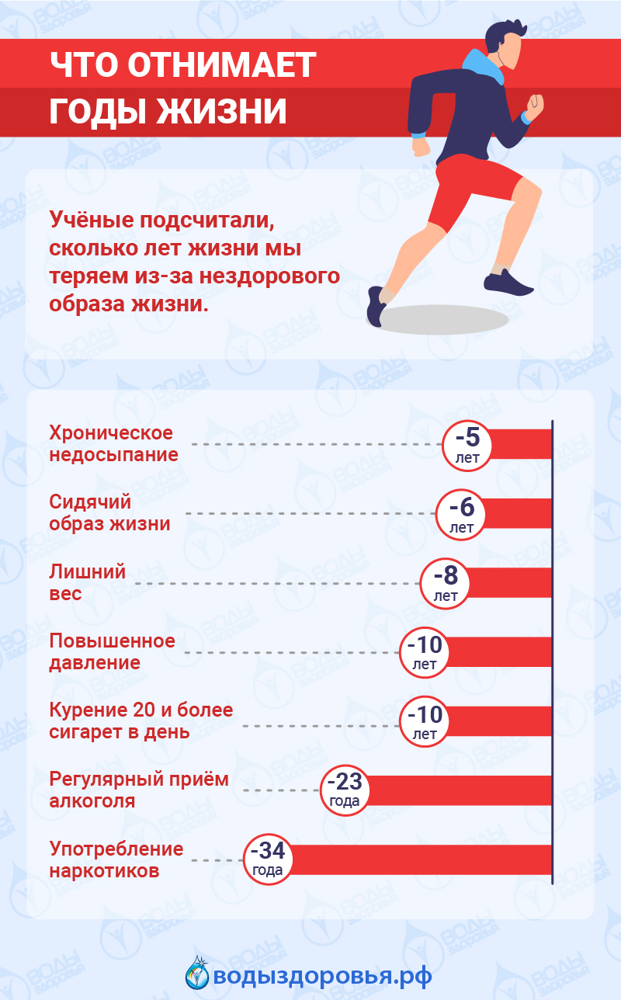 ЧТО ОТНИМАЕТ
ГОДЫ ЖИЗНИ
Учёные подсчитали,
сколько лет жизни мы
теряем из-за нездорового
образа жизни.
Хроническое
недосыпание
-5
лет
Сидячий
образ жизни
-6
лет
Лишний
вес
-8
лет
Повышенное
давление
-10
лет
Курение 20 и более
сигарет в день
-10
лет
Регулярный приём
алкоголя
-23
года
Употребление
наркотиков
-34
года
водыздоровья.рф